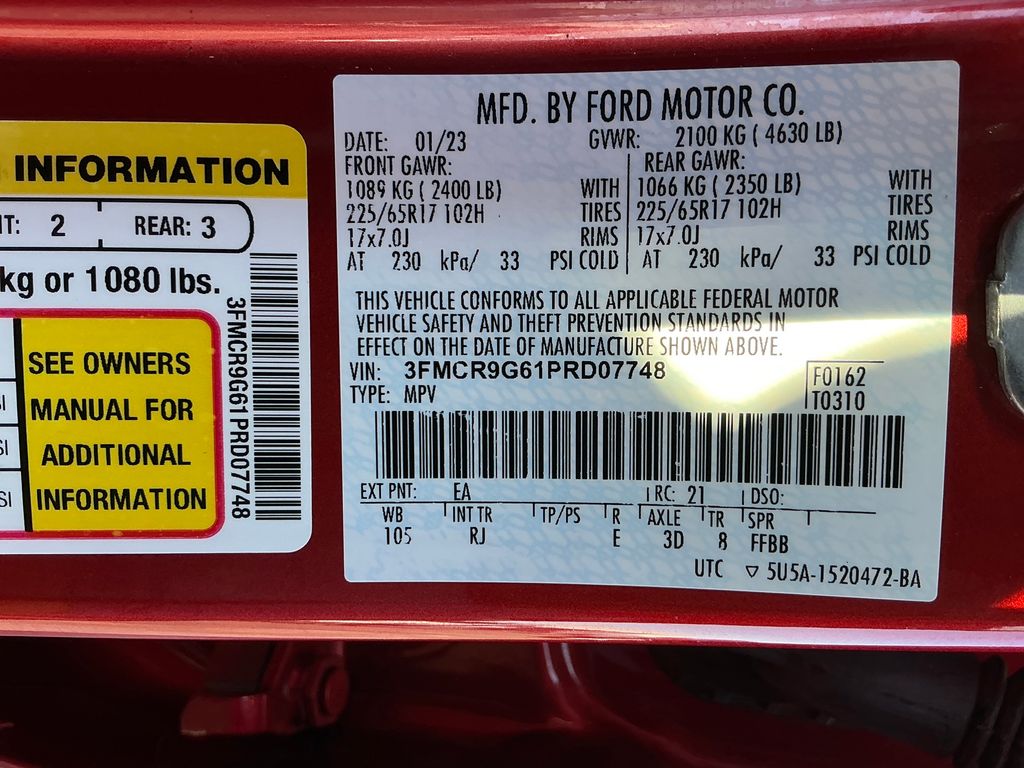 INFORMATION
T: 2 REAR: 3
kg or 1080 lbs.
SEE OWNERS
MANUAL FOR
ADDITIONAL
INFORMATION
SI
SI
SI
3FMCR9G61PRD07748
MFD. BY FORD MOTOR CO.
DATE: 01/23 GVWR: 2100 KG ( 4630 LB)
FRONT GAWR: REAR GAWR:
1089 KG ( 2400 LB) WITH 1066 KG ( 2350 LB) WITH
225/65R17 102H TIRES 225/65R17 102H TIRES
17x7.0J RIMS 17x7.0J RIMS
AT 230 kPa/ 33 PSI COLD AT 230 kPa/ 33 PSI COLD
THIS VEHICLE CONFORMS TO ALL APPLICABLE FEDERAL MOTOR
VEHICLE SAFETY AND THEFT PREVENTION STANDARDS IN
EFFECT ON THE DATE OF MANUFACTURE SHOWN ABOVE.
VIN: 3FMCR9G61PRD07748 F0162
TYPE: MPV T0310
EXT PNT: EA RC: 21 DSO:
WB INT TR TP/PS R AXLE TR SPR
105 RJ E 3D 8 FFBB
UTC ▽ 5U5A-1520472-BA